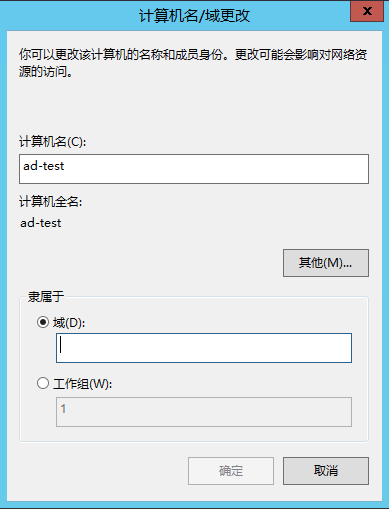 计算机名/域更改
x
你可以更改该计算机的名称和成员身份。更改可能会影响对网络资
源的访问。
计算机名(C):
ad-test
计算机全名:
ad-test
其他(M)...
隶属于
域(D):
工作组(W):
1
确定
取消